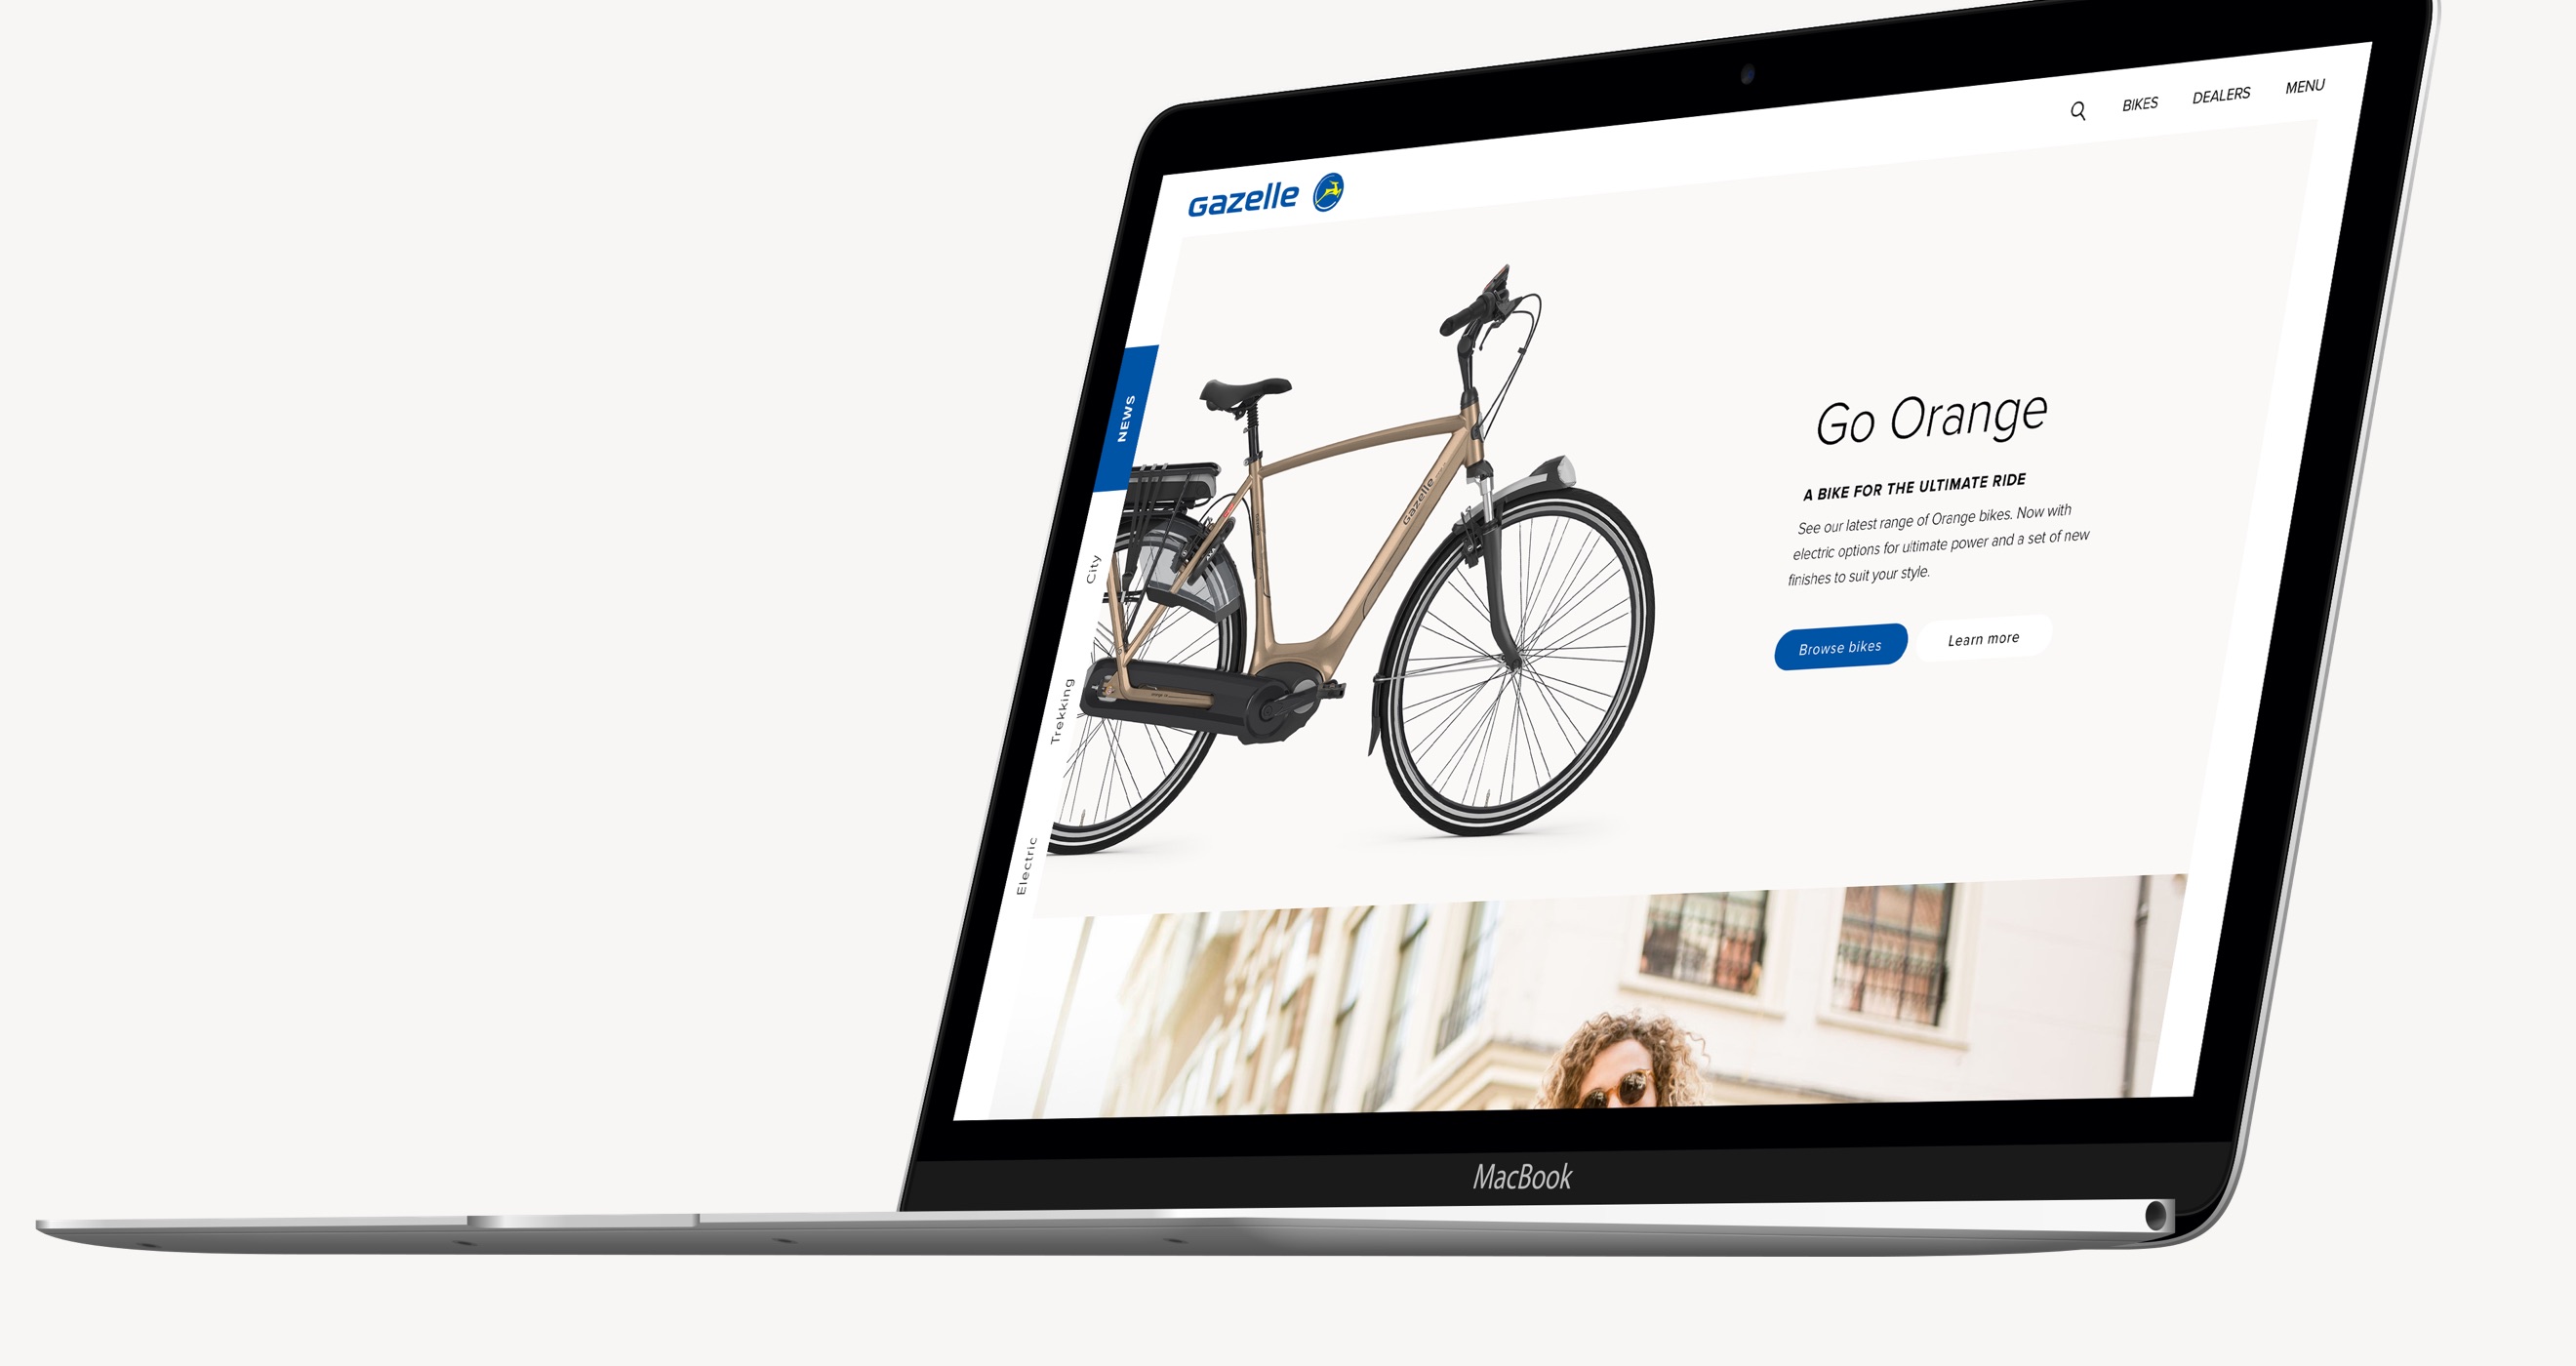 BIKES DEALERS MENU
Gazelle
NEWS
City
Trekking
Electric
Gazelle
Go Orange
A BIKE FOR THE ULTIMATE RIDE
See our latest range of Orange bikes. Now with
electric options for ultimate power and a set of new
finishes to suit your style.
Browse bikes
Learn more
MacBook